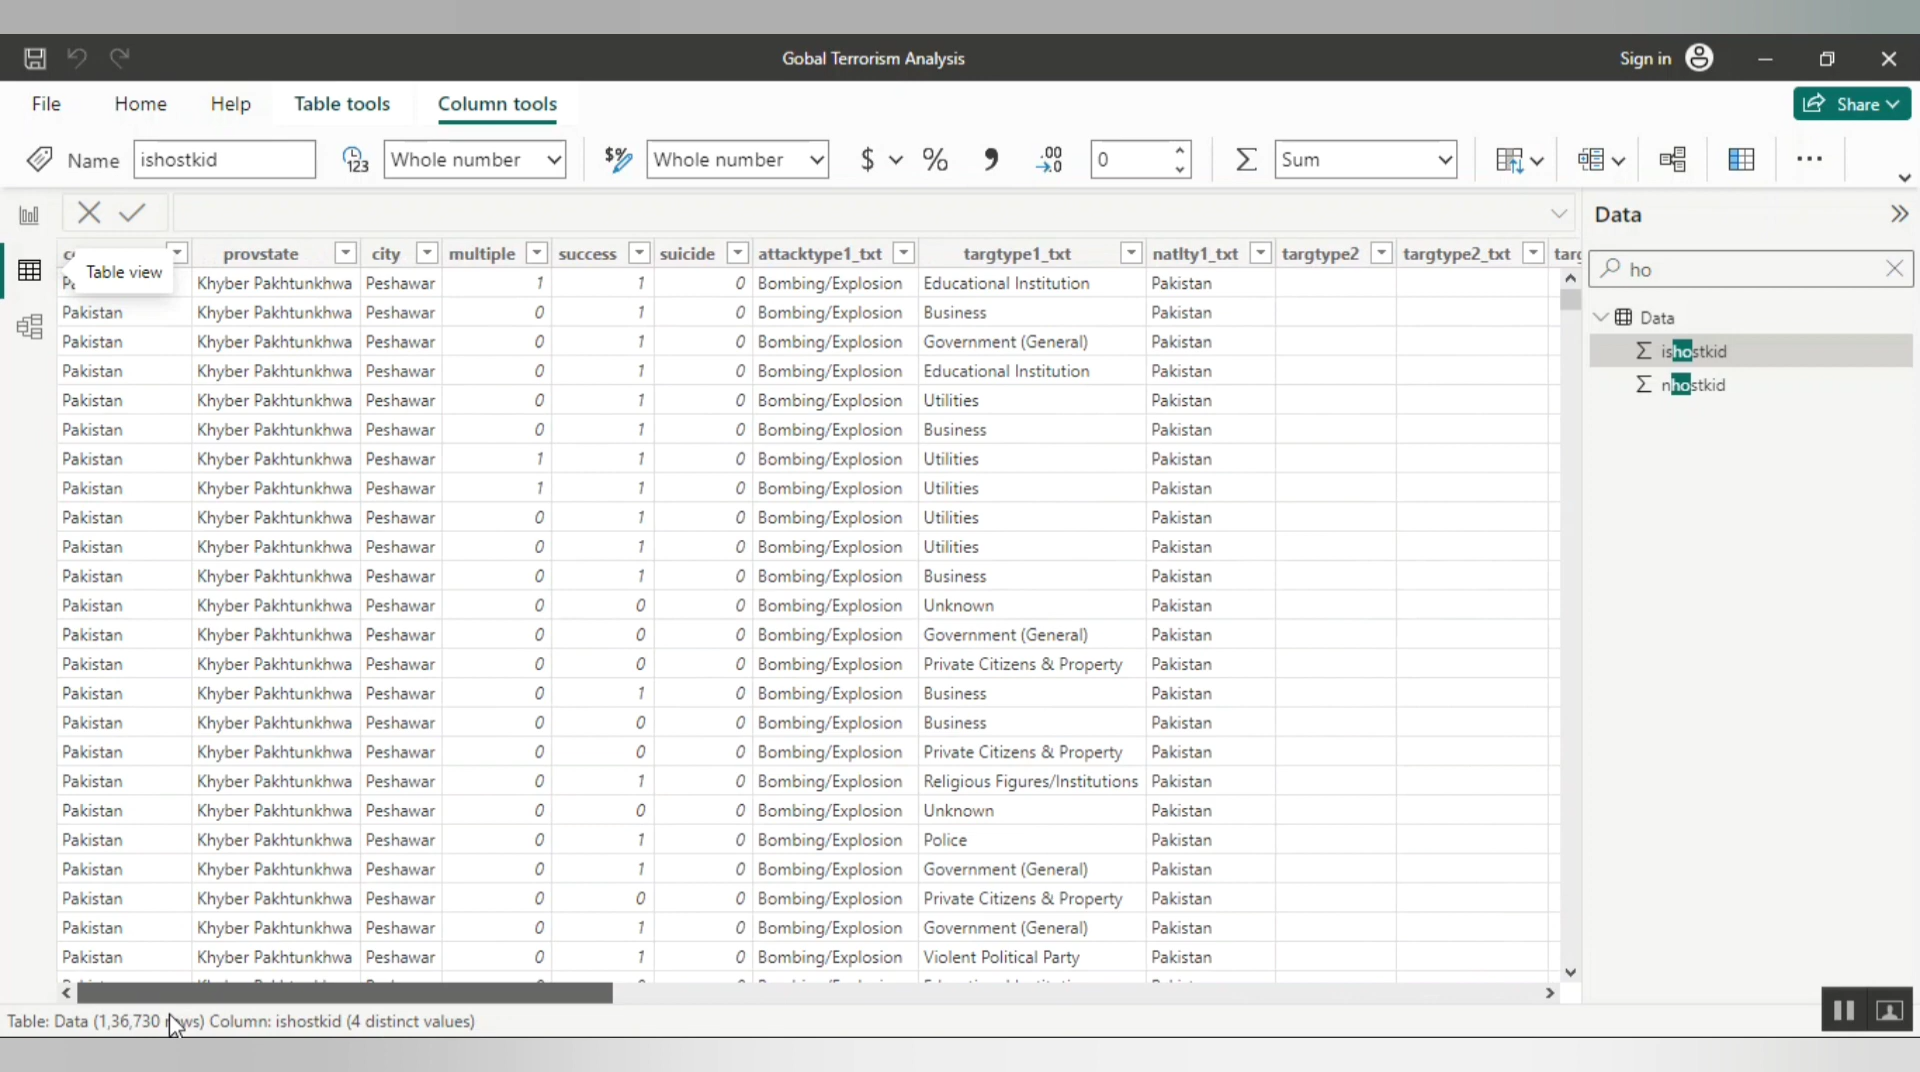 Gobal Terrorism Analysis
Sign in
File Home Help Table tools Column tools
Share
Name ishostkid
123 Whole number
$% Whole number
$ % , .00 →.0 0
Σ Sum
...
Data
provstate city multiple success suicide attacktype1_txt targtype1_txt natlty1_txt targtype2 targtype2_txt targ
Table view
ho
Data
Σ ishostkid
Σ nhostkid
Khyber Pakhtunkhwa Peshawar 1 1 0 Bombing/Explosion Educational Institution Pakistan
Pakistan Khyber Pakhtunkhwa Peshawar 0 1 0 Bombing/Explosion Business Pakistan
Pakistan Khyber Pakhtunkhwa Peshawar 0 1 0 Bombing/Explosion Government (General) Pakistan
Pakistan Khyber Pakhtunkhwa Peshawar 0 1 0 Bombing/Explosion Educational Institution Pakistan
Pakistan Khyber Pakhtunkhwa Peshawar 0 1 0 Bombing/Explosion Utilities Pakistan
Pakistan Khyber Pakhtunkhwa Peshawar 0 1 0 Bombing/Explosion Business Pakistan
Pakistan Khyber Pakhtunkhwa Peshawar 1 1 0 Bombing/Explosion Utilities Pakistan
Pakistan Khyber Pakhtunkhwa Peshawar 1 1 0 Bombing/Explosion Utilities Pakistan
Pakistan Khyber Pakhtunkhwa Peshawar 0 1 0 Bombing/Explosion Utilities Pakistan
Pakistan Khyber Pakhtunkhwa Peshawar 0 1 0 Bombing/Explosion Utilities Pakistan
Pakistan Khyber Pakhtunkhwa Peshawar 0 1 0 Bombing/Explosion Business Pakistan
Pakistan Khyber Pakhtunkhwa Peshawar 0 0 0 Bombing/Explosion Unknown Pakistan
Pakistan Khyber Pakhtunkhwa Peshawar 0 0 0 Bombing/Explosion Government (General) Pakistan
Pakistan Khyber Pakhtunkhwa Peshawar 0 0 0 Bombing/Explosion Private Citizens & Property Pakistan
Pakistan Khyber Pakhtunkhwa Peshawar 0 1 0 Bombing/Explosion Business Pakistan
Pakistan Khyber Pakhtunkhwa Peshawar 0 0 0 Bombing/Explosion Business Pakistan
Pakistan Khyber Pakhtunkhwa Peshawar 0 0 0 Bombing/Explosion Private Citizens & Property Pakistan
Pakistan Khyber Pakhtunkhwa Peshawar 0 1 0 Bombing/Explosion Religious Figures/Institutions Pakistan
Pakistan Khyber Pakhtunkhwa Peshawar 0 0 0 Bombing/Explosion Unknown Pakistan
Pakistan Khyber Pakhtunkhwa Peshawar 0 1 0 Bombing/Explosion Police Pakistan
Pakistan Khyber Pakhtunkhwa Peshawar 0 1 0 Bombing/Explosion Government (General) Pakistan
Pakistan Khyber Pakhtunkhwa Peshawar 0 0 0 Bombing/Explosion Private Citizens & Property Pakistan
Pakistan Khyber Pakhtunkhwa Peshawar 0 1 0 Bombing/Explosion Government (General) Pakistan
Pakistan Khyber Pakhtunkhwa Peshawar 0 1 0 Bombing/Explosion Violent Political Party Pakistan
Table: Data (1,36,730 rows) Column: ishostkid (4 distinct values)